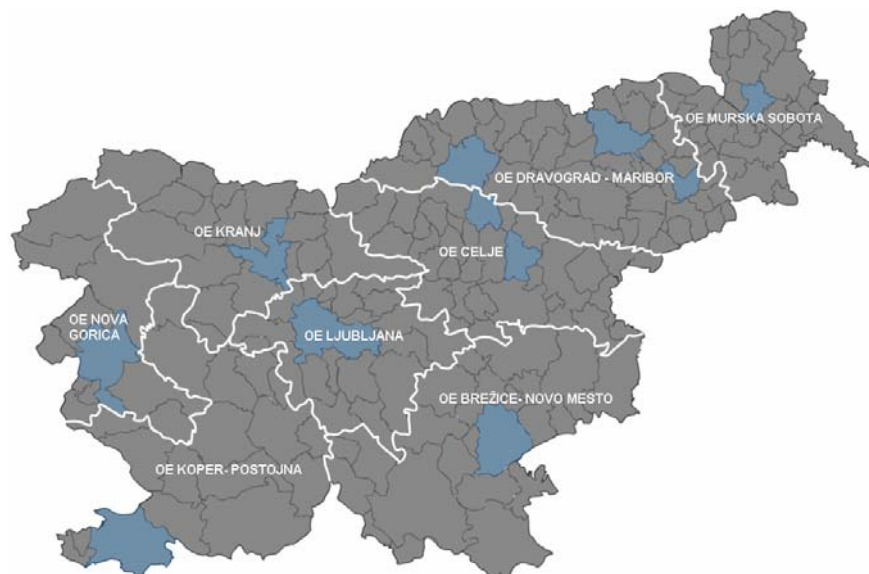 OE MURSKA SOBOTA
OE DRAVOGRAD - MARIBOR
OE KRANJ
OE CELJE
OE NOVA
GORICA
OE LJUBLJANA
OE BREŽICE- NOVO MESTO
OE KOPER- POSTOJNA